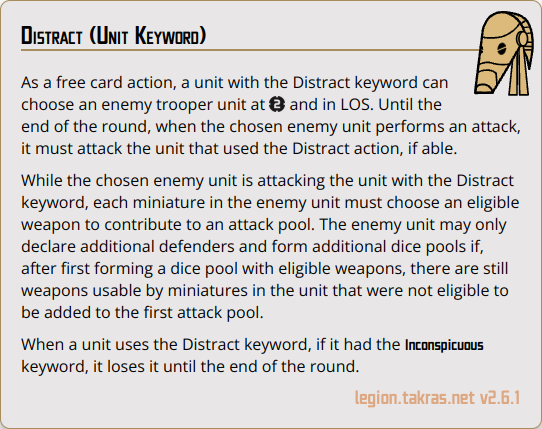 Distract (Unit Keyword)
As a free card action, a unit with the Distract keyword can
choose an enemy trooper unit at 2 and in LOS. Until the
end of the round, when the chosen enemy unit performs an attack,
it must attack the unit that used the Distract action, if able.
While the chosen enemy unit is attacking the unit with the Distract
keyword, each miniature in the enemy unit must choose an eligible
weapon to contribute to an attack pool. The enemy unit may only
declare additional defenders and form additional dice pools if,
after first forming a dice pool with eligible weapons, there are still
weapons usable by miniatures in the unit that were not eligible to
be added to the first attack pool.
When a unit uses the Distract keyword, if it had the Inconspicuous
keyword, it loses it until the end of the round.
legion.takras.net v2.6.1